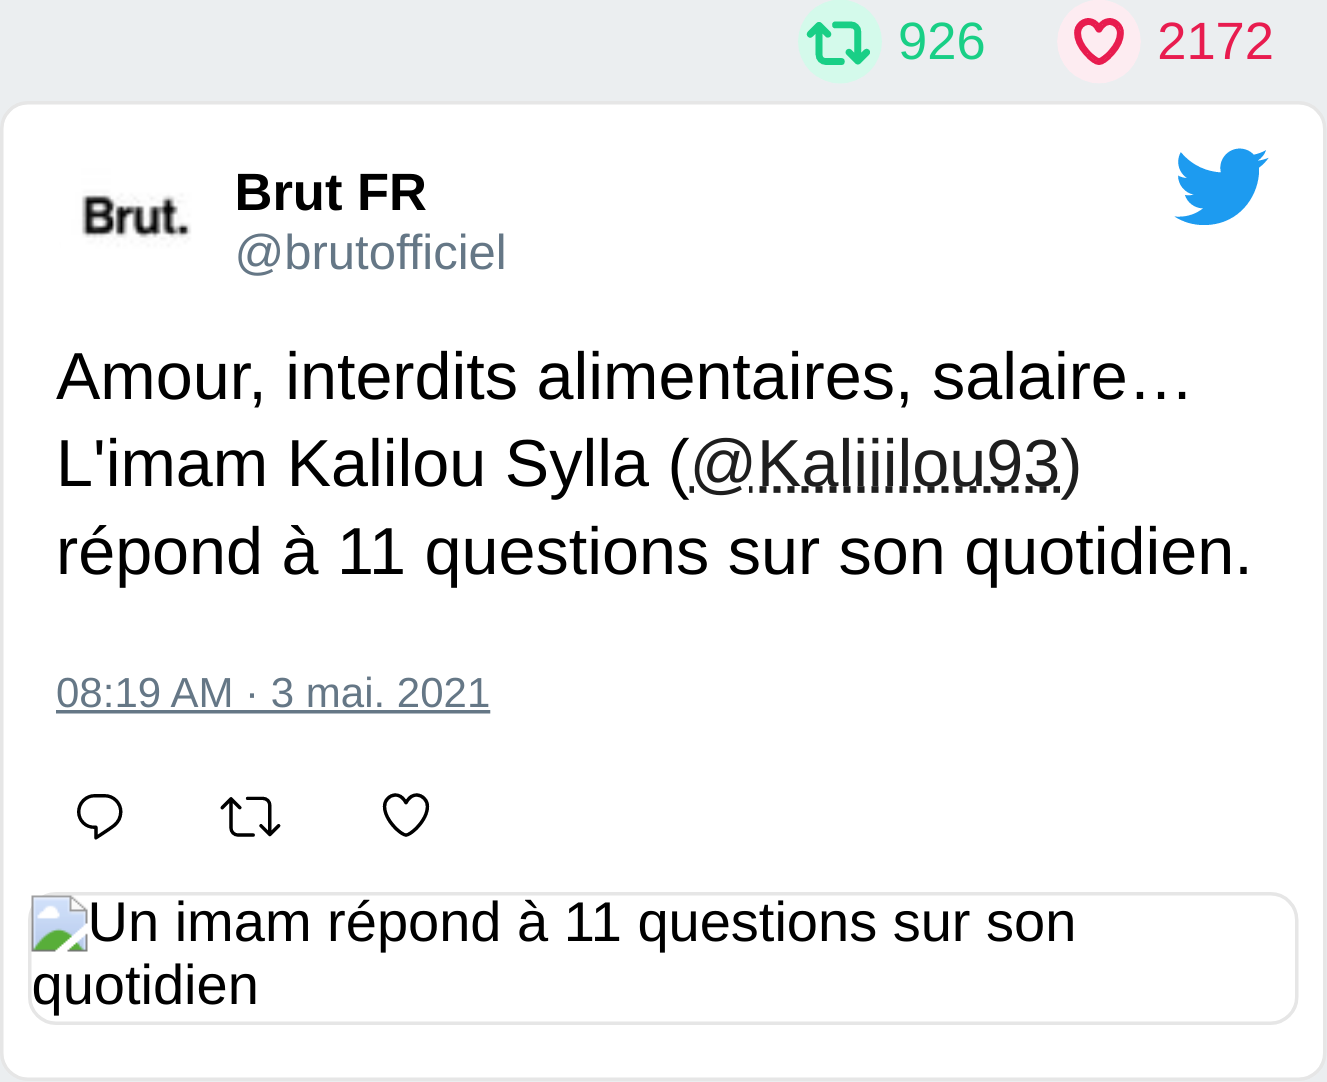 926 2172
Brut.
Brut FR
@brutofficiel
Amour, interdits alimentaires, salaire…
L'imam Kalilou Sylla (@Kaliiilou93)
répond à 11 questions sur son quotidien.
08:19 AM · 3 mai. 2021
Un imam répond à 11 questions sur son
quotidien